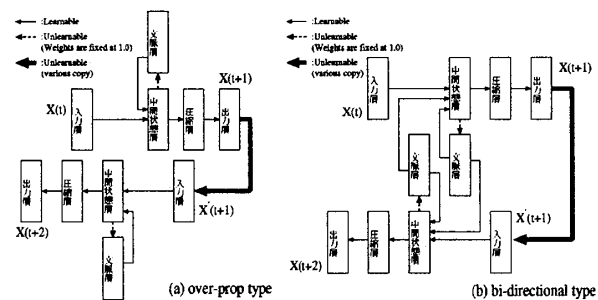 :Learnable
:Unlearnable
(Weights are fixed at 1.0)
:Unlearnable
(various copy)
文脈層
X(t+1)
X(t)
入力層
中間状態層
圧縮層
出力層
出力層
圧縮層
中間状態層
入力層
X'(t+1)
X(t+2)
文脈層
(a) over-prop type
:Learnable
:Unlearnable
(Weights are fixed at 1.0)
:Unlearnable
(various copy)
X(t+1)
X(t)
入力層
中間状態層
圧縮層
出力層
文脈層
文脈層
X'(t+1)
X(t+2)
出力層
圧縮層
中間状態層
入力層
(b) bi-directional type